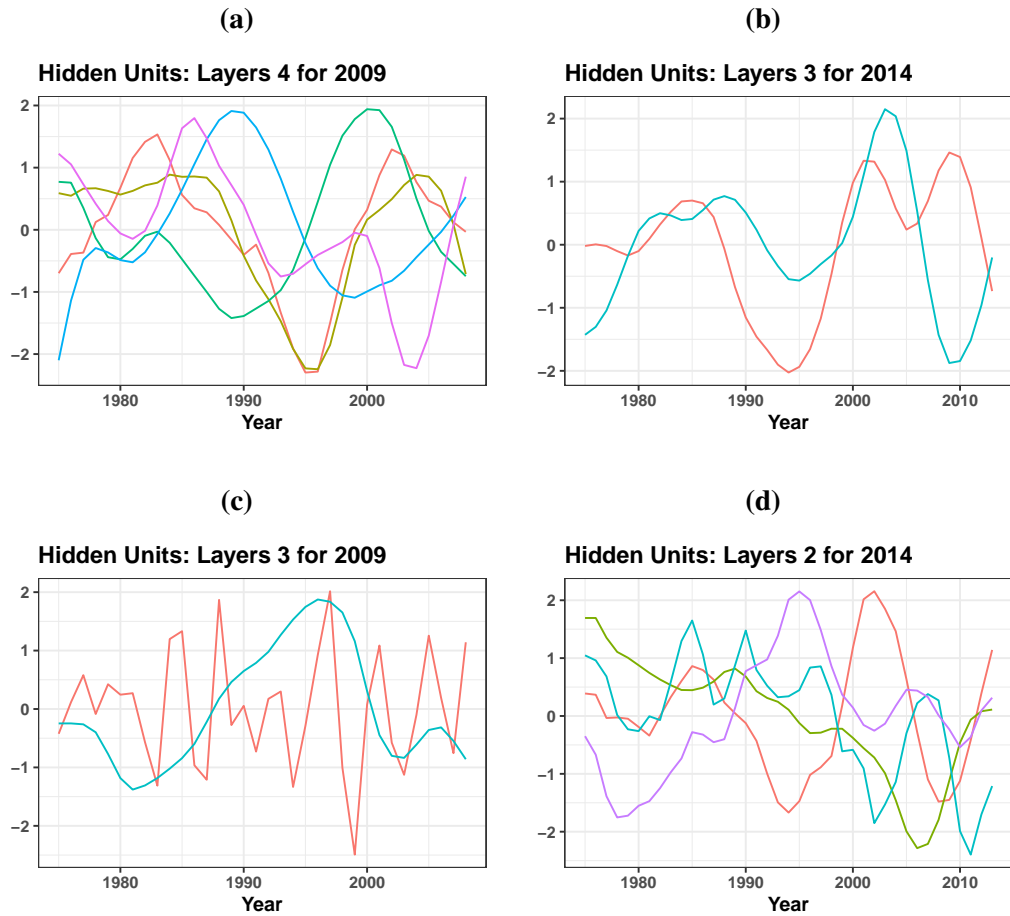 (a)
Hidden Units: Layers 4 for 2009
2
1
0
−1
−2
1980 1990 2000
Year
(b)
Hidden Units: Layers 3 for 2014
2
1
0
−1
−2
1980 1990 2000 2010
Year
(c)
Hidden Units: Layers 3 for 2009
2
1
0
−1
−2
1980 1990 2000
Year
(d)
Hidden Units: Layers 2 for 2014
2
1
0
−1
−2
1980 1990 2000 2010
Year